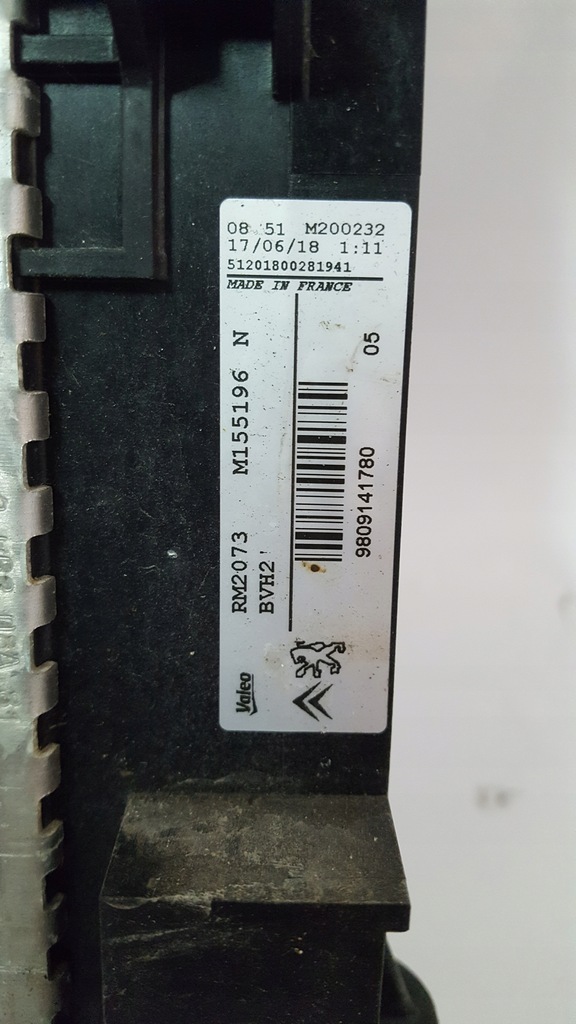 08 51 M200232
17/06/18 1:11
51201800281941
MADE IN FRANCE
RM2073 M155196 N
BVH2
05
9809141780
Valeo